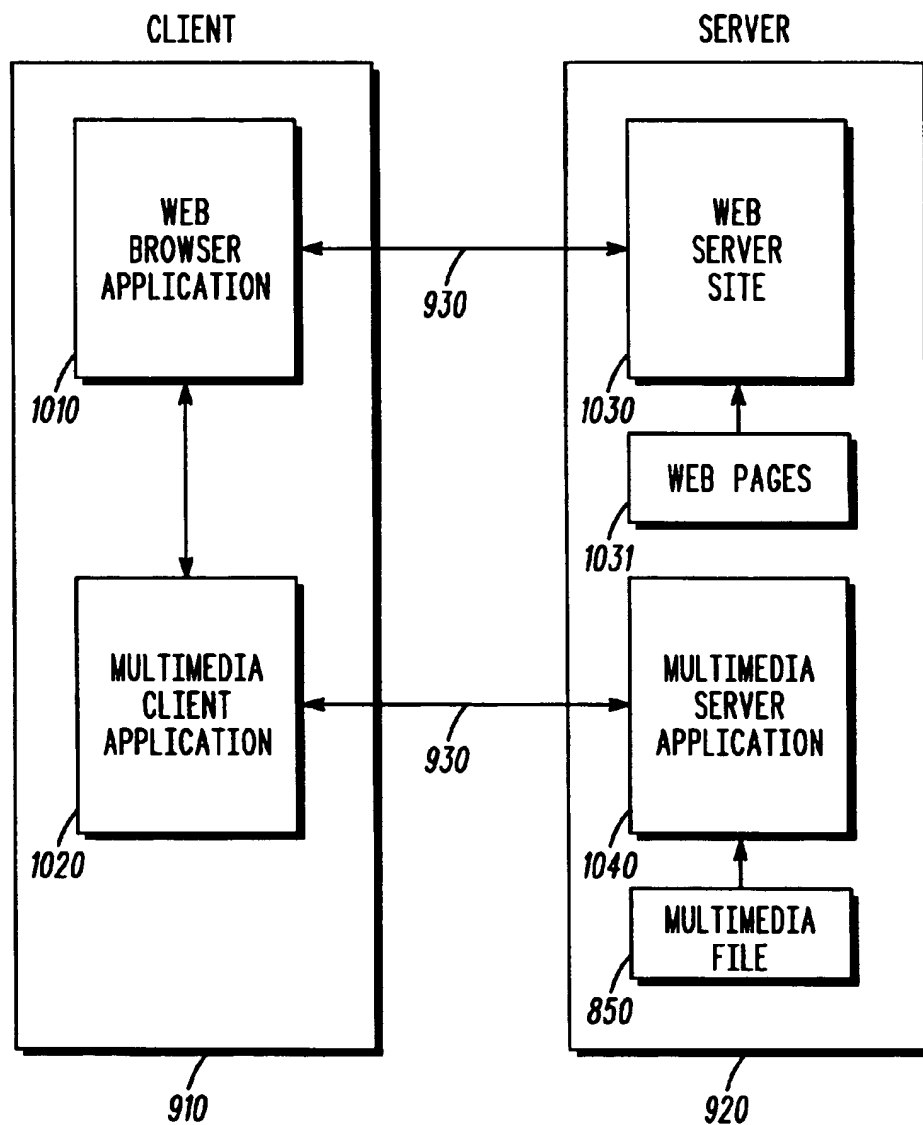 CLIENT
SERVER
WEB
BROWSER
APPLICATION
WEB
SERVER
SITE
930
1010
1030
WEB PAGES
1031
MULTIMEDIA
CLIENT
APPLICATION
MULTIMEDIA
SERVER
APPLICATION
930
1020
1040
MULTIMEDIA
FILE
850
910
920